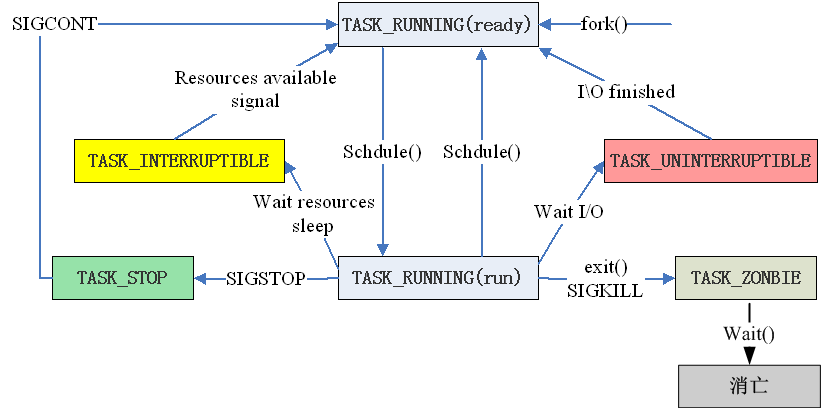 SIGCONT
TASK_RUNNING(ready)
fork()
Resources available
signal
I\O finished
TASK_INTERRUPTIBLE
Schdule()
Schdule()
TASK_UNINTERRUPTIBLE
Wait resources
sleep
Wait I/O
TASK_STOP
SIGSTOP
TASK_RUNNING(run)
exit()
SIGKILL
TASK_ZONBIE
Wait()
消亡